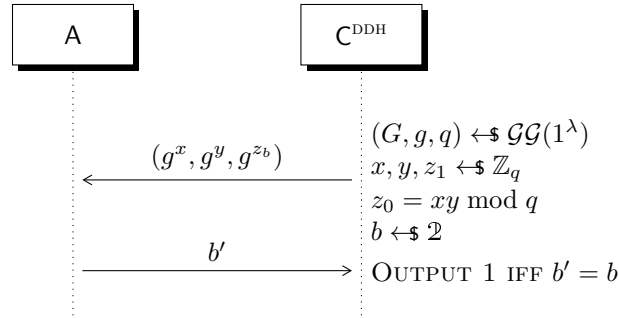 A
C^DDH
(G, g, q) ←$ 𝒢𝒢(1^λ)
(g^x, g^y, g^{z_b})
x, y, z_1 ←$ ℤ_q
z_0 = xy mod q
b ←$ 𝟚
b′
OUTPUT 1 IFF b′ = b